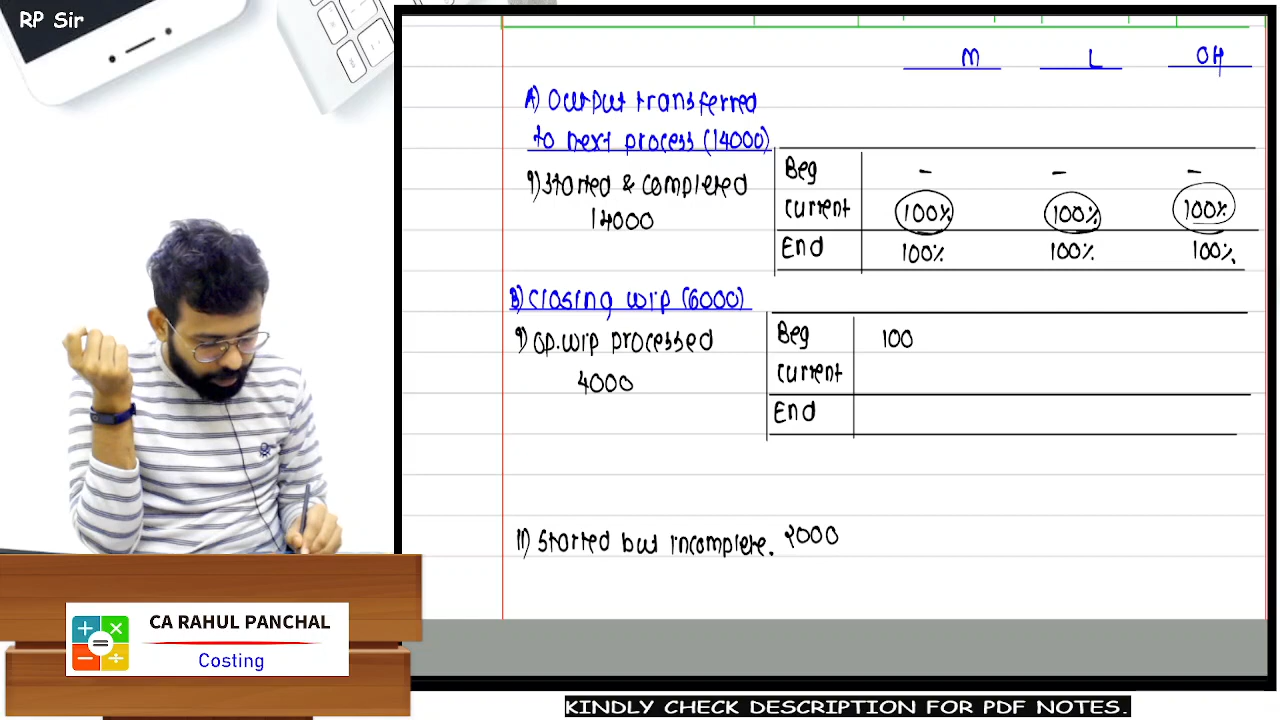 RP Sir
M L OH
A) Output transferred
to next process (14000)
i) Started & completed
14000
Beg - - -
Current 100% 100% 100%
End 100% 100% 100%
B) Closing WIP (6000)
i) OP.WIP processed
4000
Beg 100
Current
End
ii) Started but incomplete. 2000
CA RAHUL PANCHAL
Costing
KINDLY CHECK DESCRIPTION FOR PDF NOTES.